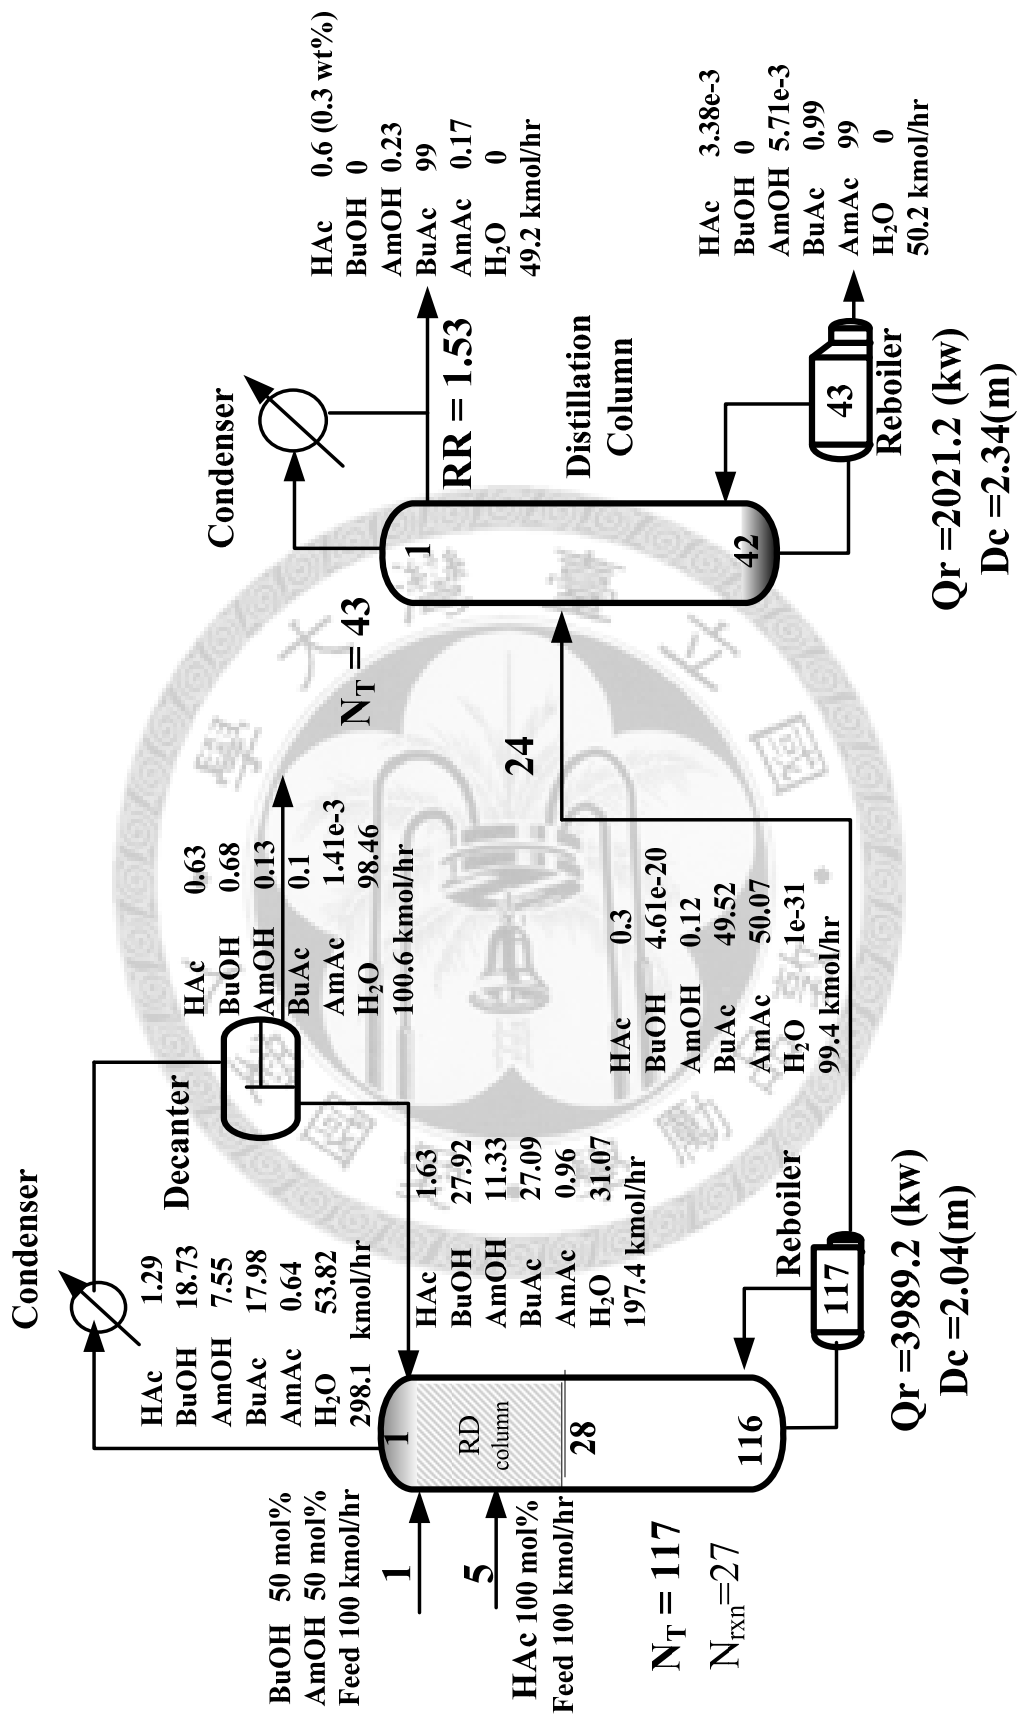 Condenser
HAc 1.29
BuOH 18.73
AmOH 7.55
BuAc 17.98
AmAc 0.64
H₂O 53.82
298.1 kmol/hr
Decanter
HAc 0.63
BuOH 0.68
AmOH 0.13
BuAc 0.1
AmAc 1.41e-3
H₂O 98.46
100.6 kmol/hr
BuOH 50 mol%
AmOH 50 mol%
Feed 100 kmol/hr
1
5
HAc 100 mol%
Feed 100 kmol/hr
1
RD
column
28
116
N_T = 117
N_rxn=27
HAc 1.63
BuOH 27.92
AmOH 11.33
BuAc 27.09
AmAc 0.96
H₂O 31.07
197.4 kmol/hr
Reboiler
117
Qr =3989.2 (kw)
Dc =2.04(m)
HAc 0.3
BuOH 4.61e-20
AmOH 0.12
BuAc 49.52
AmAc 50.07
H₂O 1e-31
99.4 kmol/hr
24
N_T = 43
Condenser
1
42
RR = 1.53
HAc 0.6 (0.3 wt%)
BuOH 0
AmOH 0.23
BuAc 99
AmAc 0.17
H₂O 0
49.2 kmol/hr
Distillation
Column
43
Reboiler
Qr =2021.2 (kw)
Dc =2.34(m)
HAc 3.38e-3
BuOH 0
AmOH 5.71e-3
BuAc 0.99
AmAc 99
H₂O 0
50.2 kmol/hr
國立臺灣大學